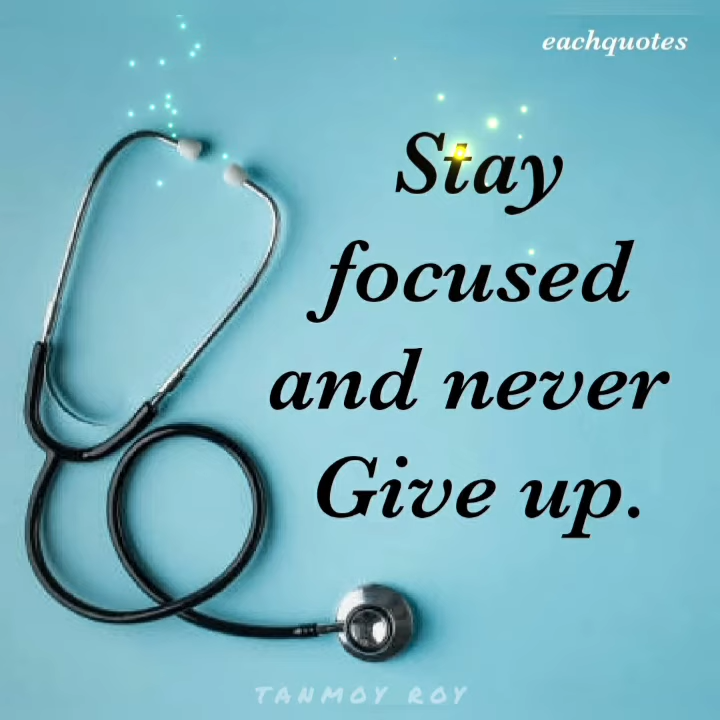 eachquotes
Stay
focused
and never
Give up.
TANMOY ROY